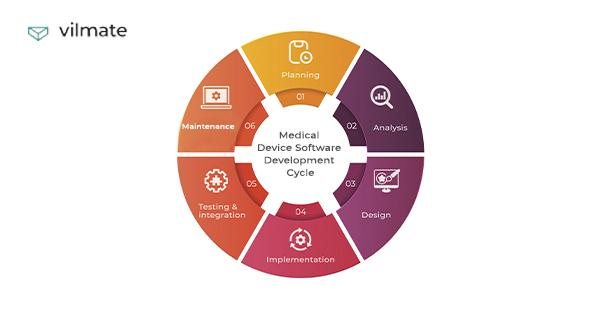 vilmate
Planning
01
02
Analysis
03
Design
04
Implementation
05
Testing &
integration
06
Maintenance
Medical
Device Software
Development
Cycle